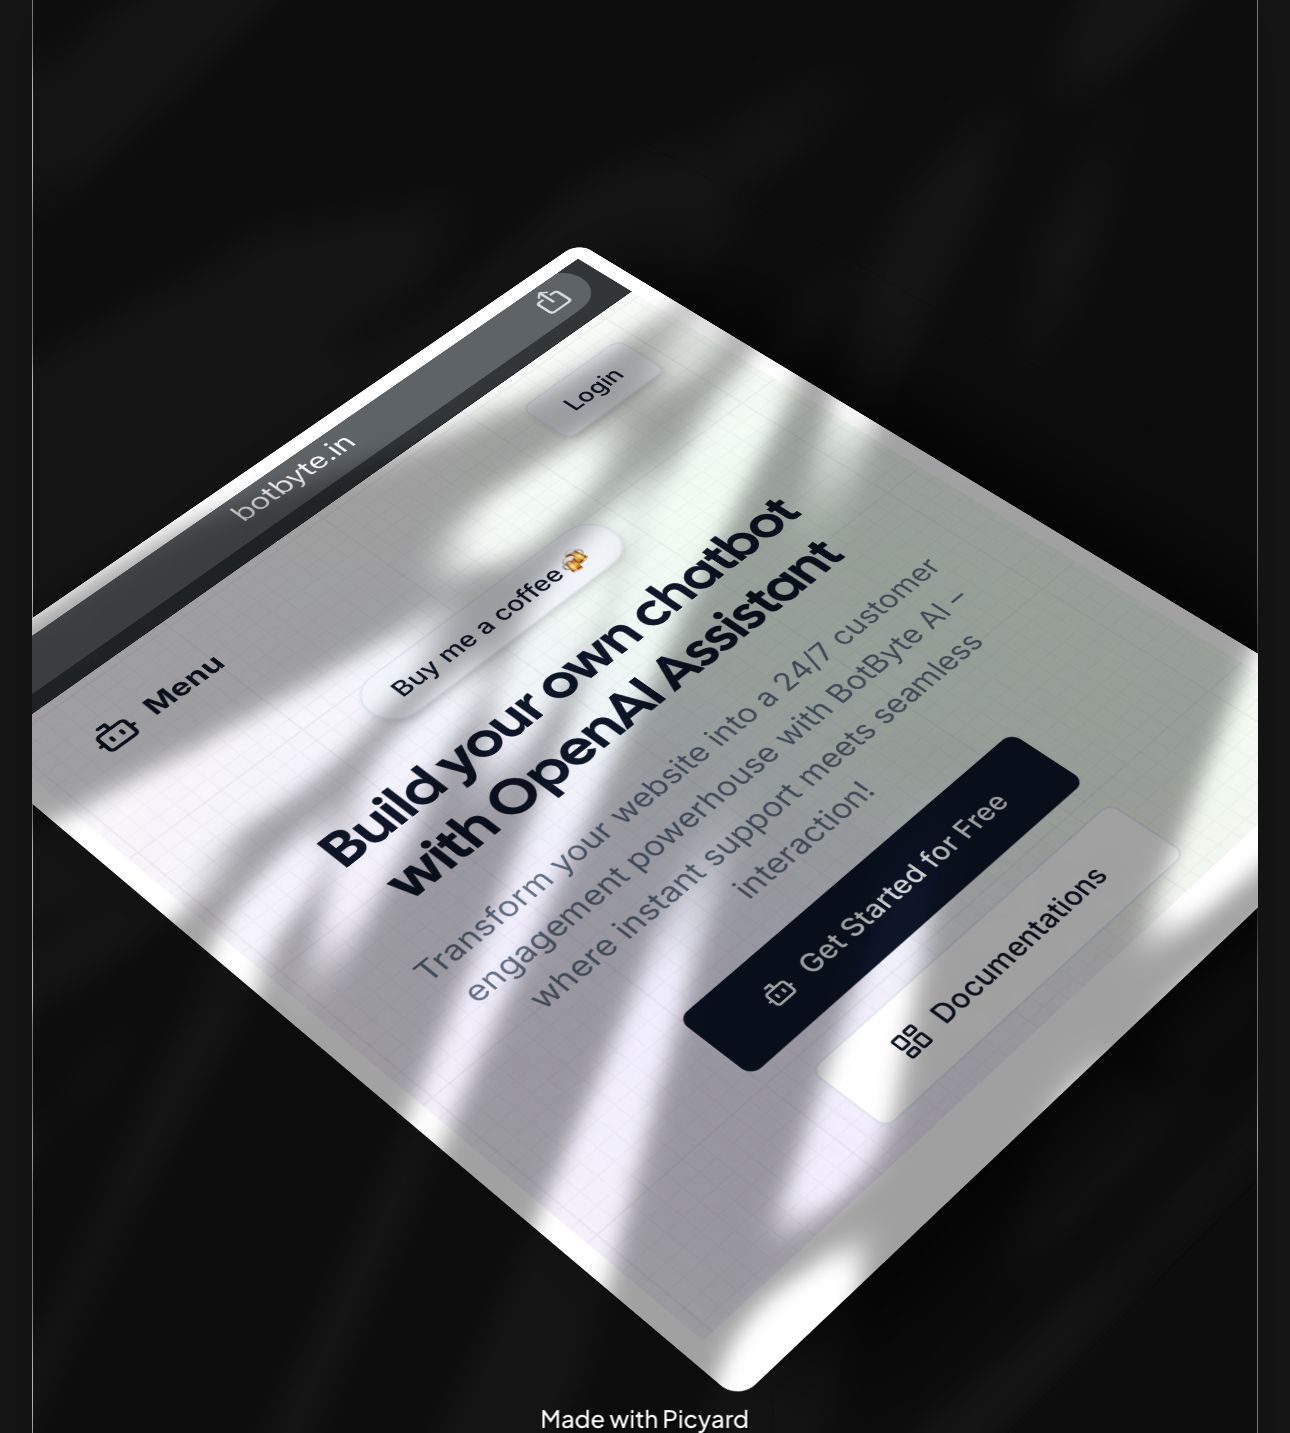 botbyte.in
Menu
Login
Buy me a coffee
Build your own chatbot
with OpenAI Assistant
Transform your website into a 24/7 customer
engagement powerhouse with BotByte AI –
where instant support meets seamless
interaction!
Get Started for Free
Documentations
Made with Picyard